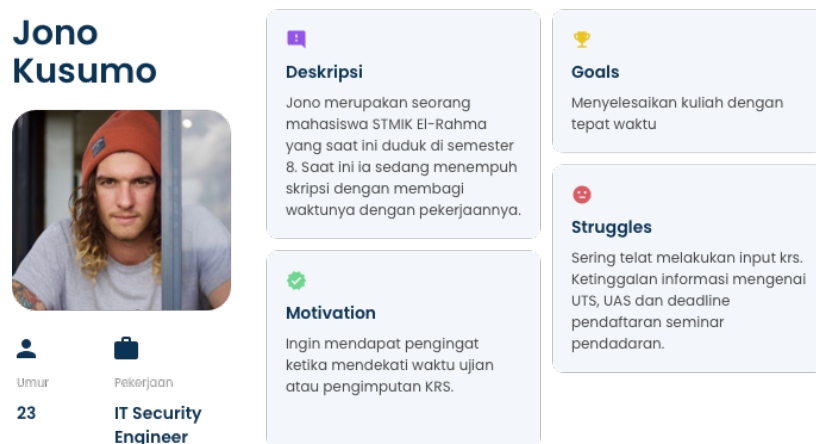 Jono
Kusumo
Umur
23
Pekerjaan
IT Security
Engineer
Deskripsi
Jono merupakan seorang
mahasiswa STMIK El-Rahma
yang saat ini duduk di semester
8. Saat ini ia sedang menempuh
skripsi dengan membagi
waktunya dengan pekerjaannya.
Motivation
Ingin mendapat pengingat
ketika mendekati waktu ujian
atau pengimputan KRS.
Goals
Menyelesaikan kuliah dengan
tepat waktu
Struggles
Sering telat melakukan input krs.
Ketinggalan informasi mengenai
UTS, UAS dan deadline
pendaftaran seminar
pendadaran.